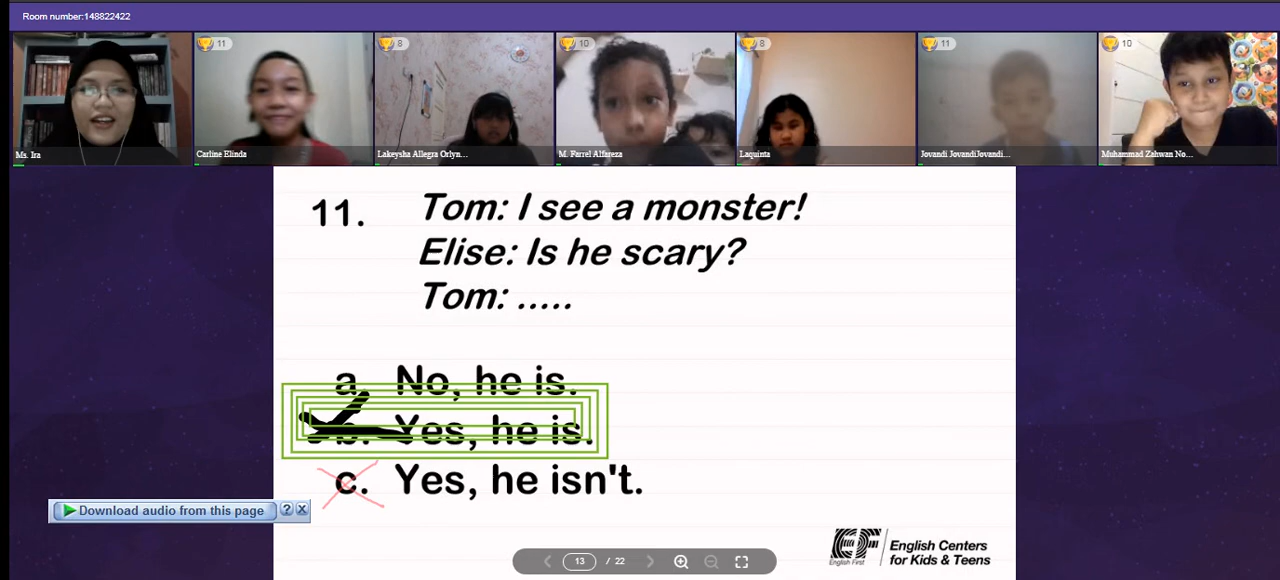 Room number:148822422
11
8
10
8
11
10
Ms. Ira
Carline Elinda
Lakeysha Allegra Orlyn...
M. Farrel Alfareza
Laquinta
Jovandi JovandiJovandi...
Muhammad Zahwan No...
11. Tom: I see a monster!
Elise: Is he scary?
Tom: .....
a. No, he is.
b. Yes, he is.
c. Yes, he isn't.
Download audio from this page ? X
13 / 22
EF English Centers
for Kids & Teens
English First